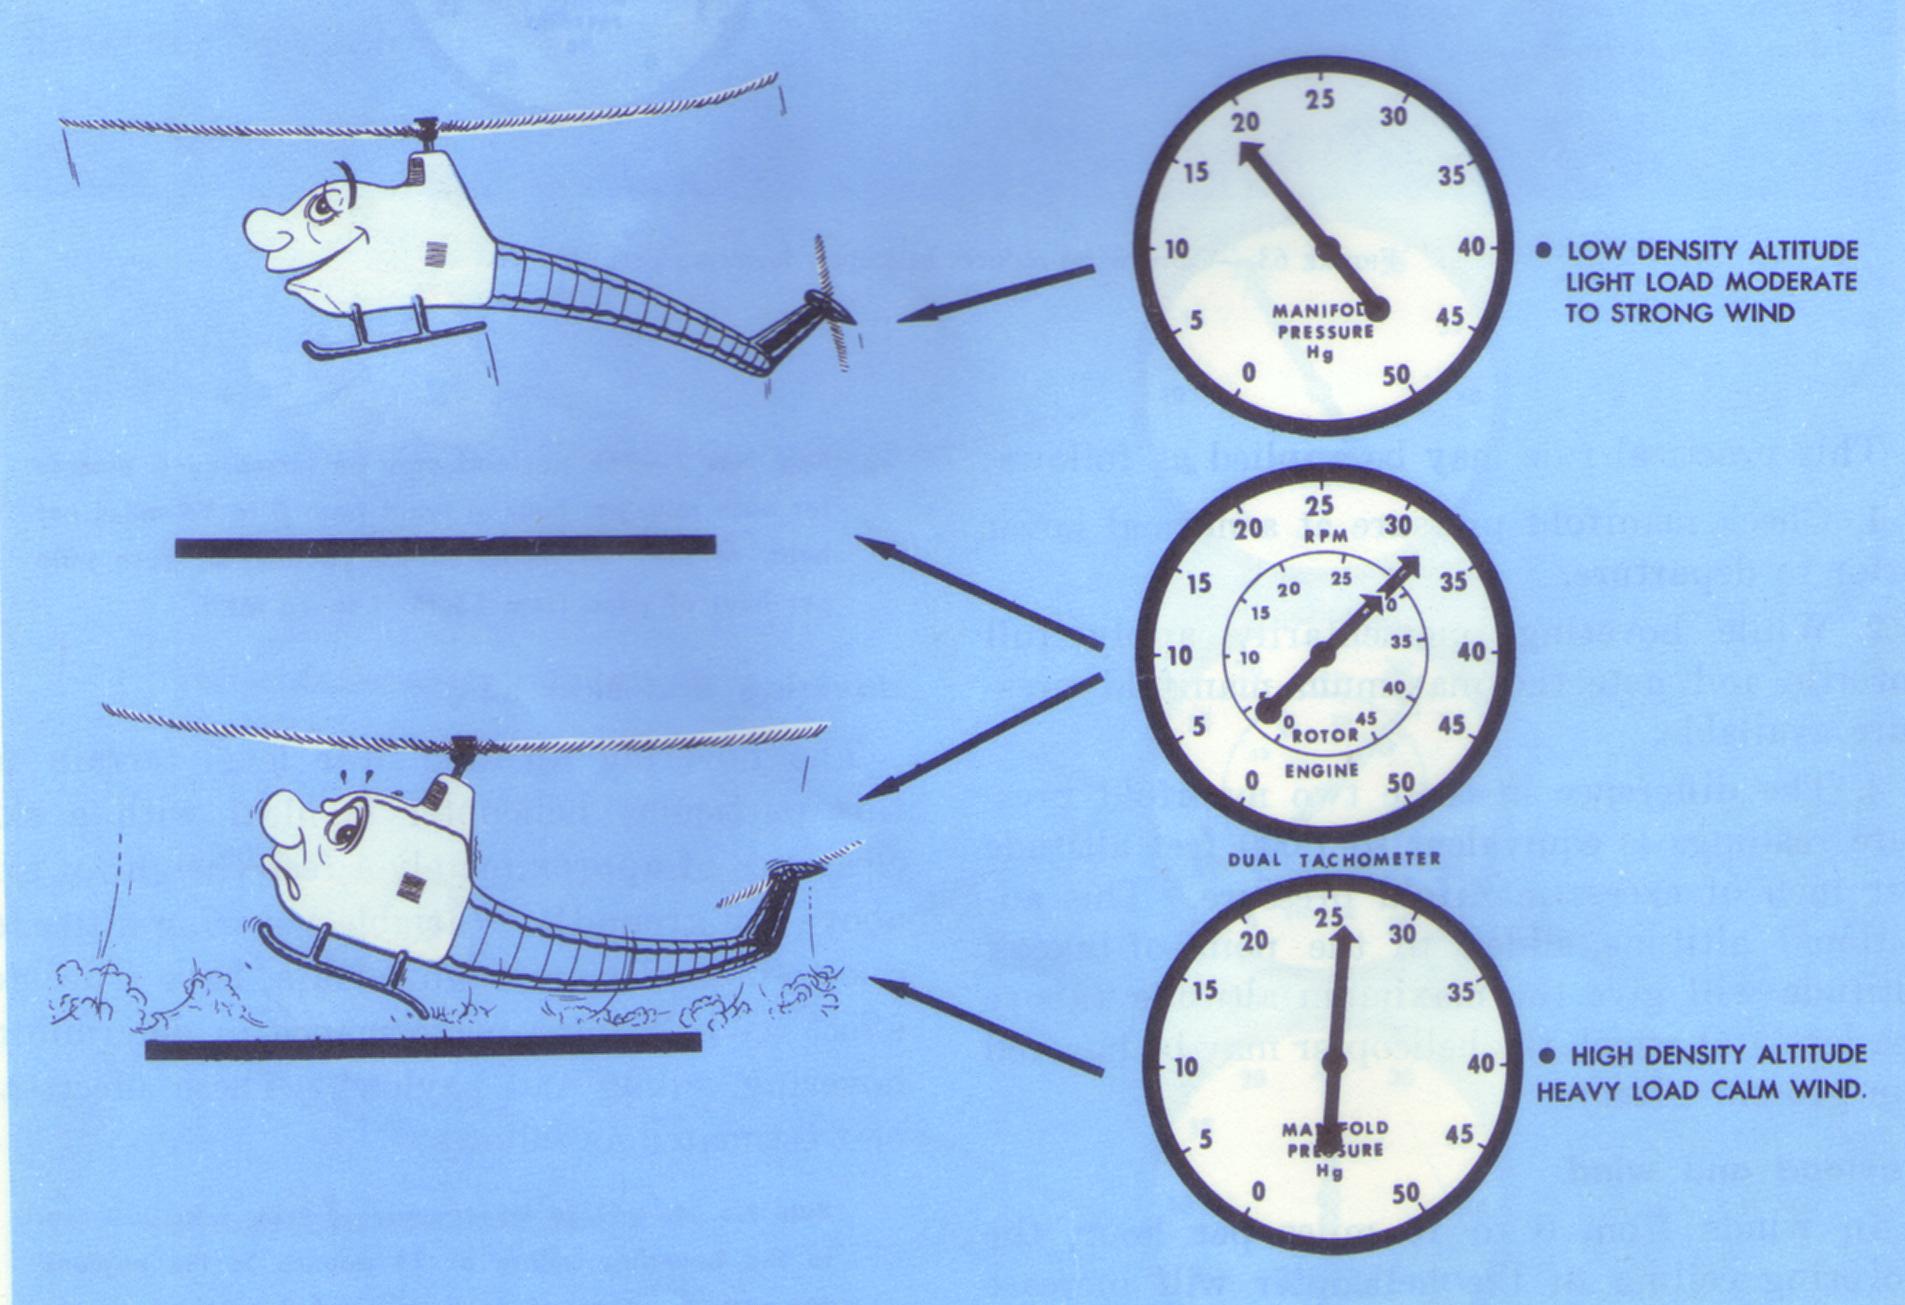 25
20 30
15 35
10 40
LOW DENSITY ALTITUDE
LIGHT LOAD MODERATE
TO STRONG WIND
MANIFOLD
5 45
PRESSURE
Hg
0 50
25
20 30
RPM
15 35
20 25
15
10 40
10 35
40
5 45
0 45
ROTOR
ENGINE
0 50
DUAL TACHOMETER
25
20 30
15 35
10 40
HIGH DENSITY ALTITUDE
HEAVY LOAD CALM WIND.
MANIFOLD
5 45
PRESSURE
Hg
0 50